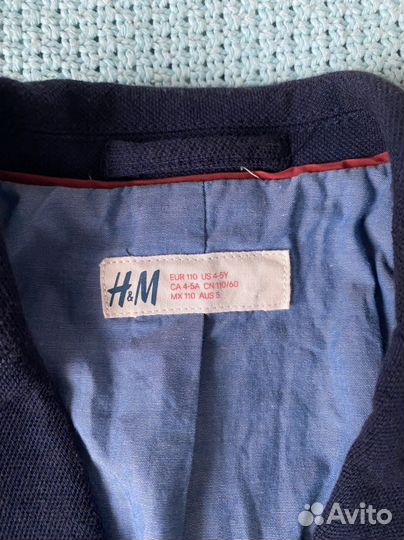 H&M
EUR 110 US 4-5Y
CA 4-5A CN 110/60
MX 110 AUS 5
Avito